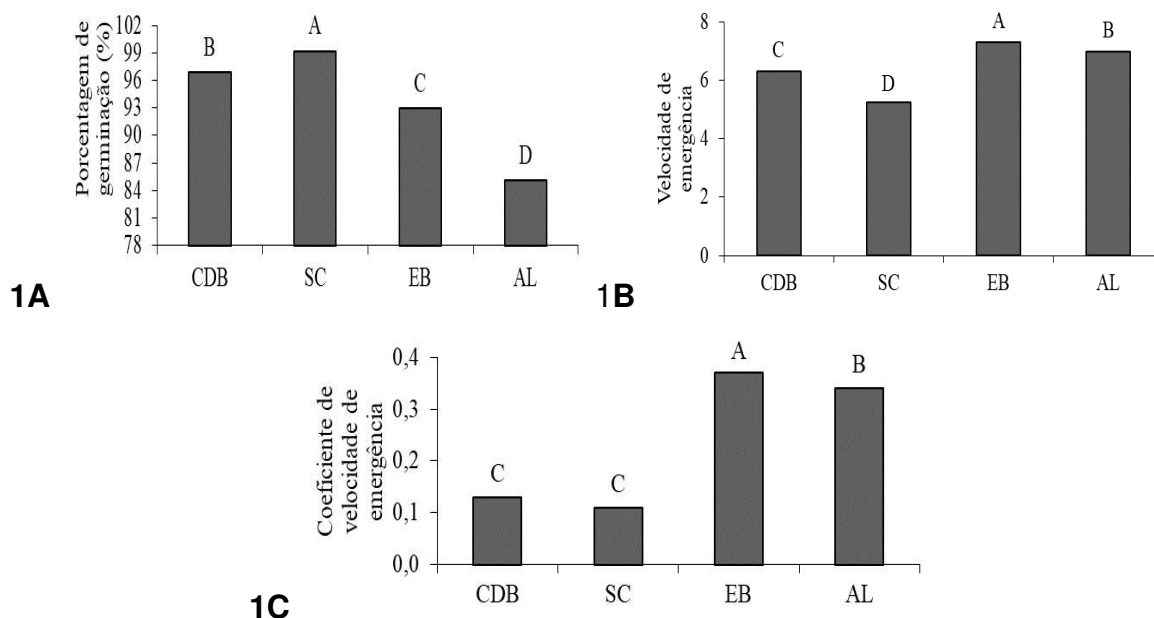 Porcentagem de
germinação (%)
102
99
96
93
90
87
84
81
78
B
A
C
D
CDB
SC
EB
AL
1A
Velocidade de
emergência
8
6
4
2
0
C
D
A
B
CDB
SC
EB
AL
1B
Coeficiente de
velocidade de
emergência
0,4
0,3
0,2
0,1
0,0
C
C
A
B
CDB
SC
EB
AL
1C